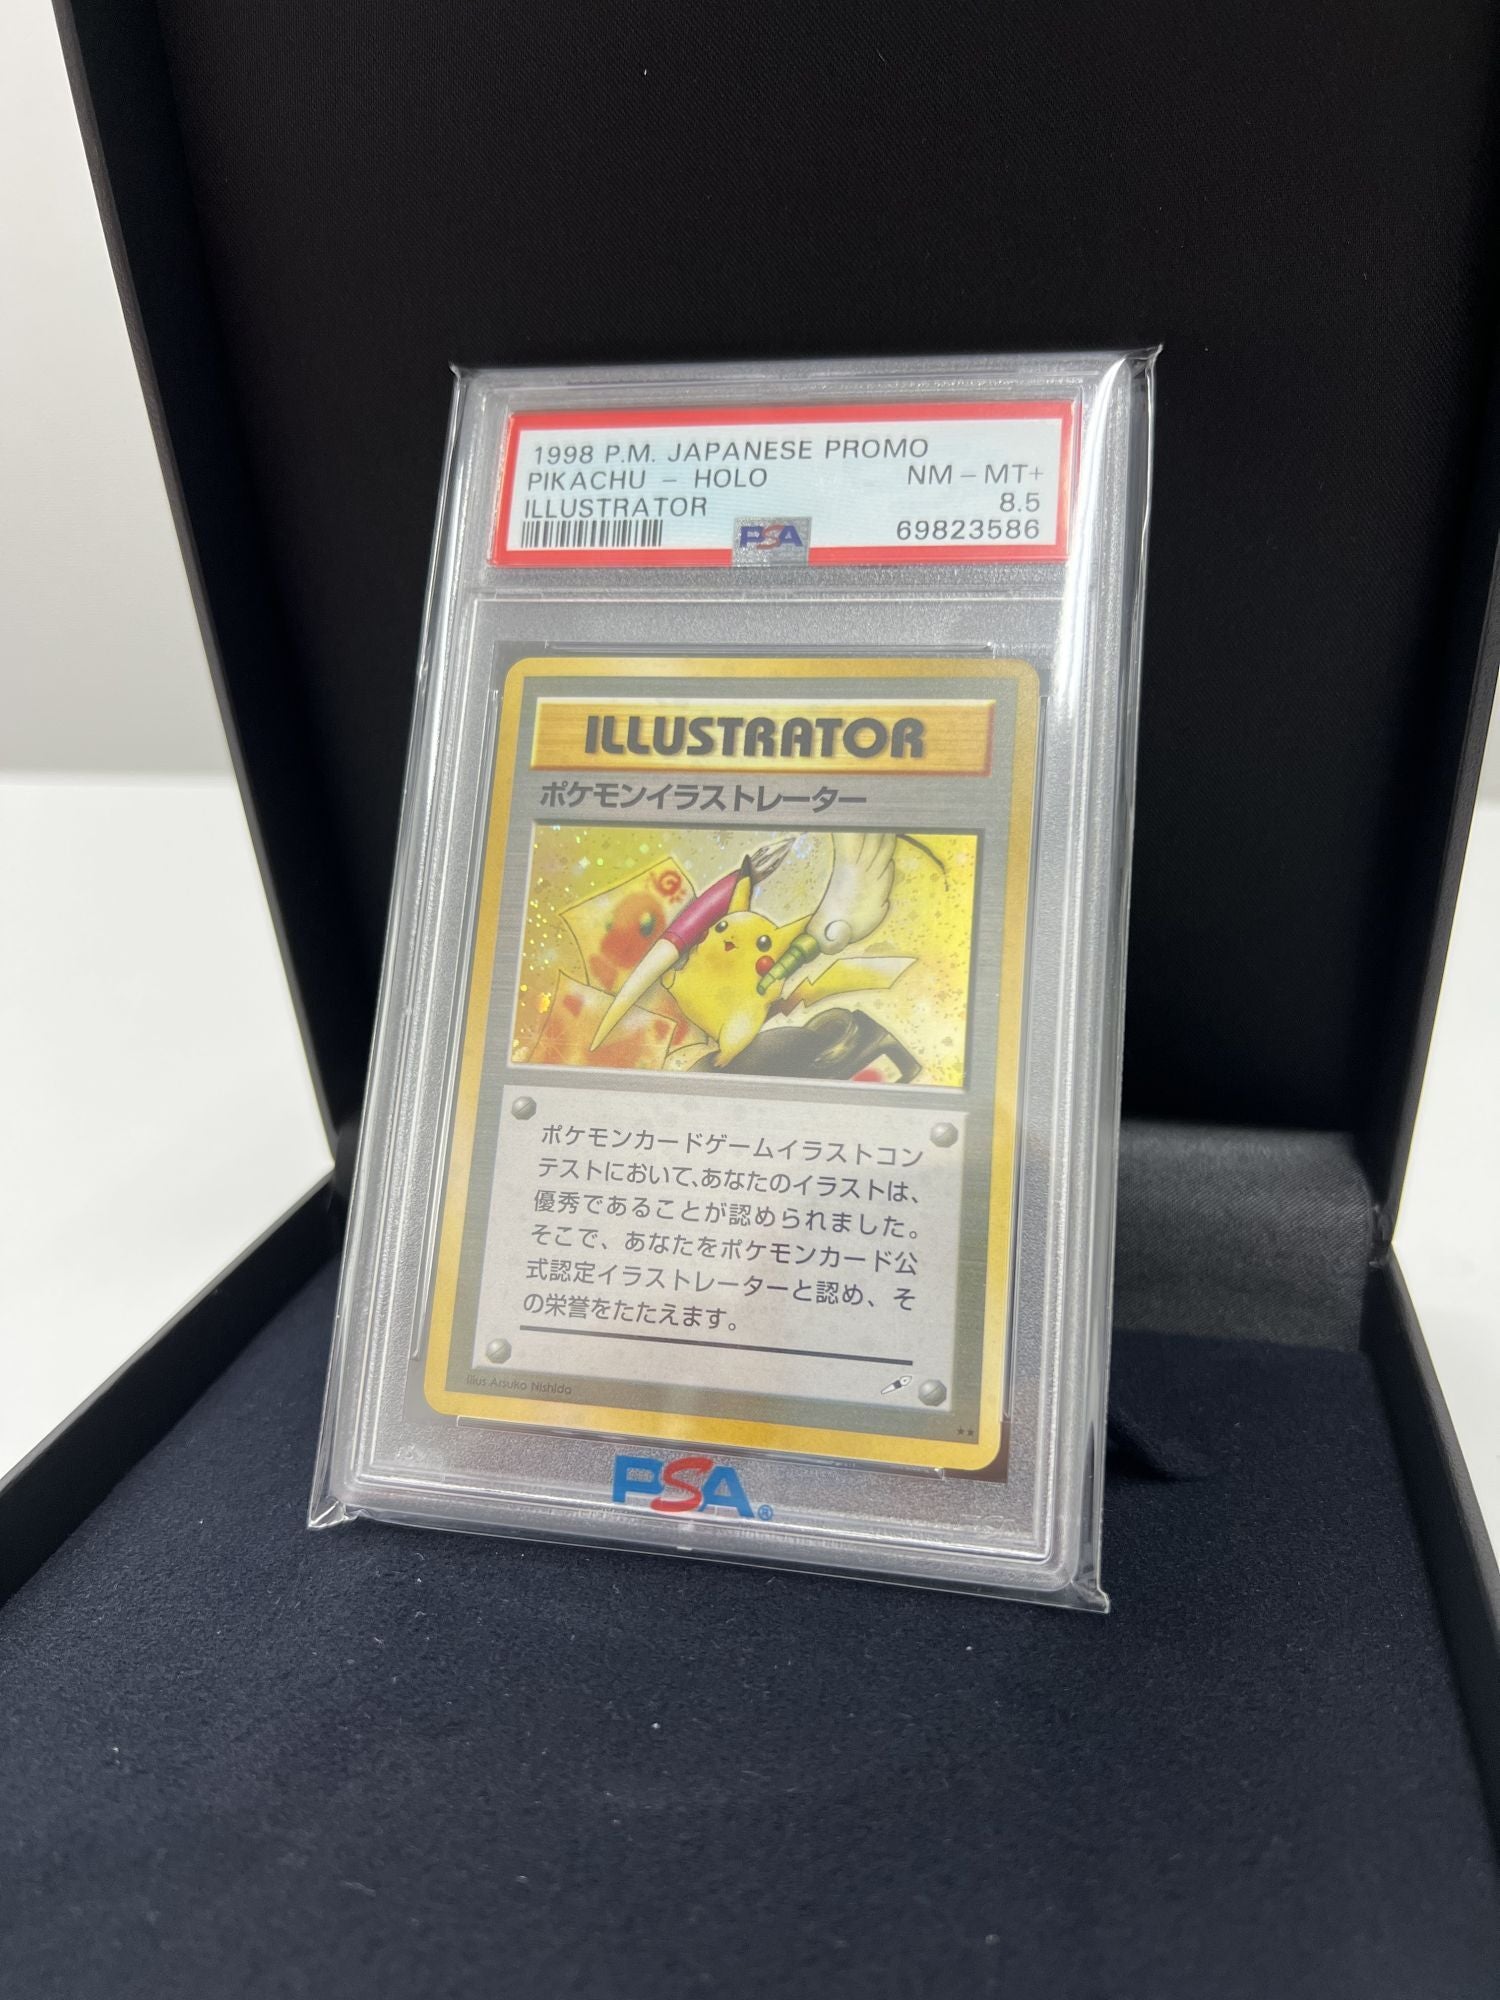 1998 P.M. JAPANESE PROMO
PIKACHU - HOLO NM - MT+
ILLUSTRATOR 8.5
PSA 69823586
ILLUSTRATOR
ポケモンイラストレーター
ポケモンカードゲームイラストコン
テストにおいて、あなたのイラストは、
優秀であることが認められました。
そこで、あなたをポケモンカード公
式認定イラストレーターと認め、そ
の栄誉をたたえます。
Illus Atsuko Nishida
★★
PSA®